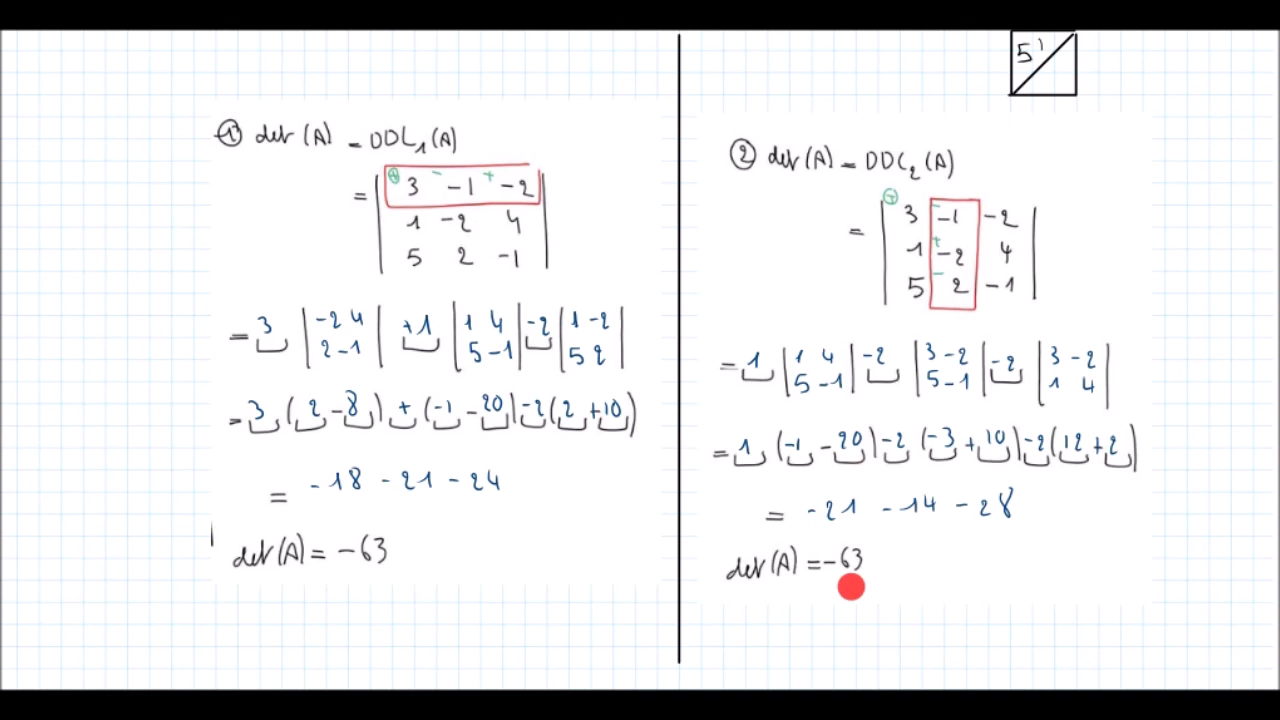 5'
① det (A) = DDL₁(A)
= | 3 -1 -2 |
| 1 -2 4 |
| 5 2 -1 |
= 3 | -2 4 | +1 | 1 4 | -2 | 1 -2 |
| 2 -1 | | 5 -1 | | 5 2 |
= 3 (2 - 8) + (-1 - 20) - 2 (2 + 10)
= -18 - 21 - 24
det (A) = -63
② det (A) = DDC₂(A)
= | 3 -1 -2 |
| 1 -2 4 |
| 5 2 -1 |
= 1 | 1 4 | -2 | 3 -2 | -2 | 3 -2 |
| 5 -1 | | 5 -1 | | 1 4 |
= 1 (-1 - 20) - 2 (-3 + 10) - 2 (12 + 2)
= -21 - 14 - 28
det (A) = -63